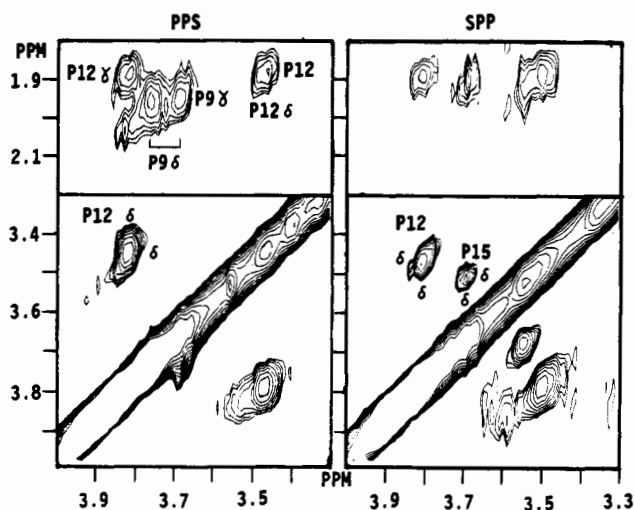 PPS SPP
PPM
1.9
2.1
P12 γ
P9 γ
P12
P12 δ
P9 δ
3.4
3.6
3.8
P12 δ
δ
P12
δ δ
P15
δ
δ
3.9 3.7 3.5
PPM
3.9 3.7 3.5 3.3